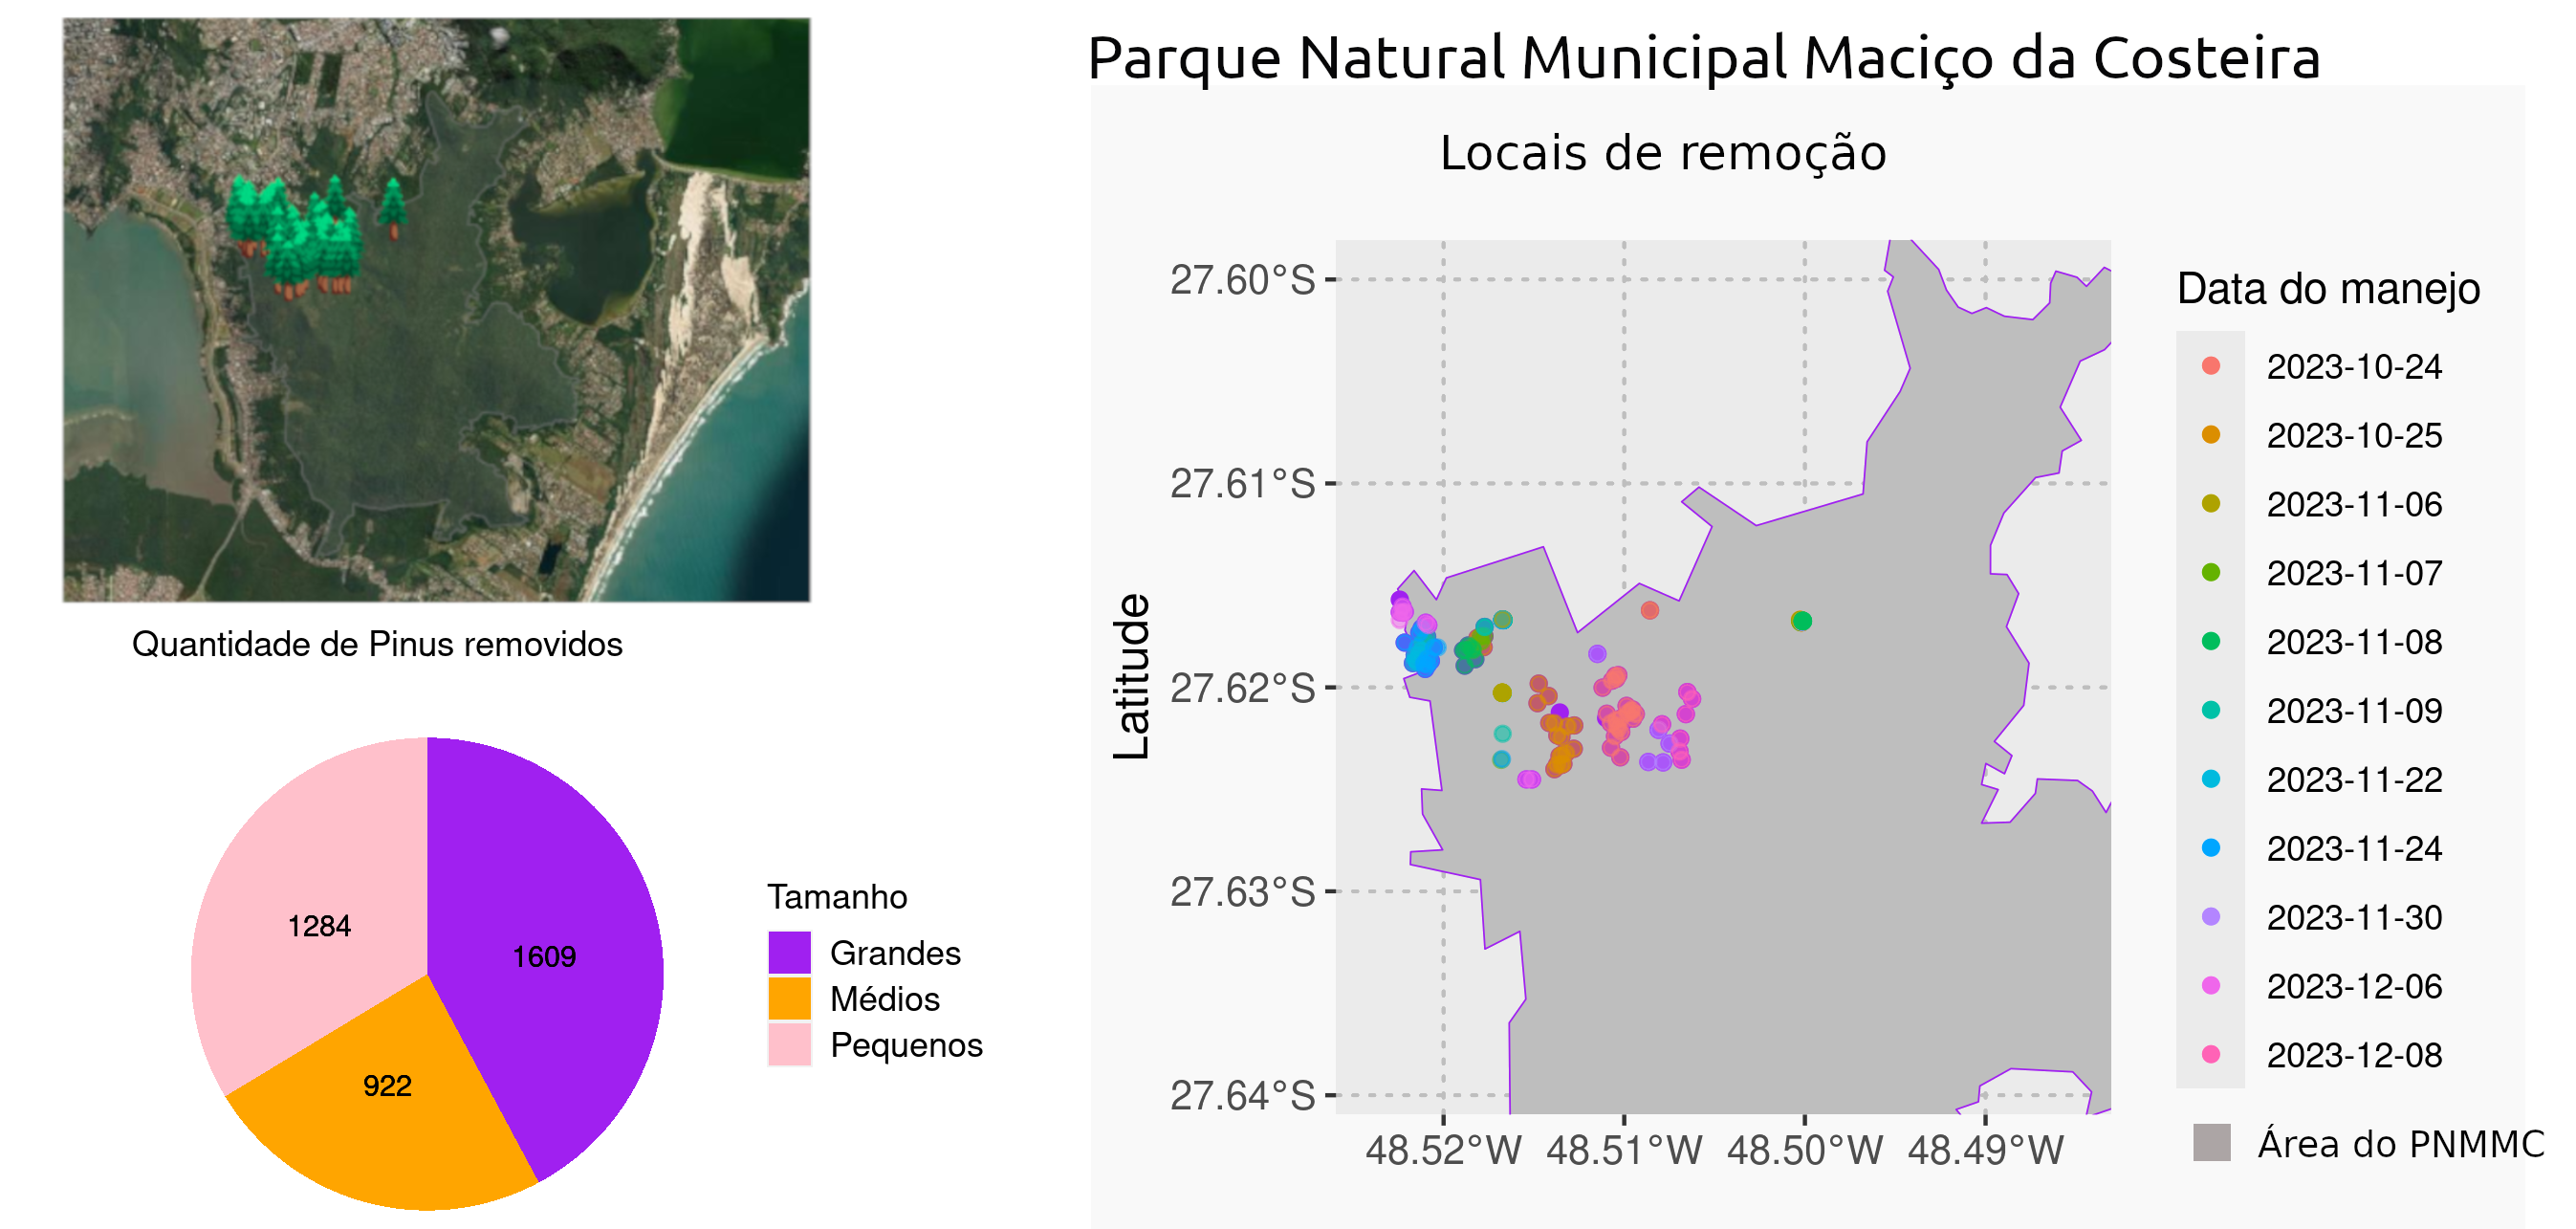 Parque Natural Municipal Maciço da Costeira
Locais de remoção
Quantidade de Pinus removidos
1284
1609
922
Tamanho
Grandes
Médios
Pequenos
Latitude
27.60°S
27.61°S
27.62°S
27.63°S
27.64°S
48.52°W 48.51°W 48.50°W 48.49°W
Data do manejo
2023-10-24
2023-10-25
2023-11-06
2023-11-07
2023-11-08
2023-11-09
2023-11-22
2023-11-24
2023-11-30
2023-12-06
2023-12-08
Área do PNMMC